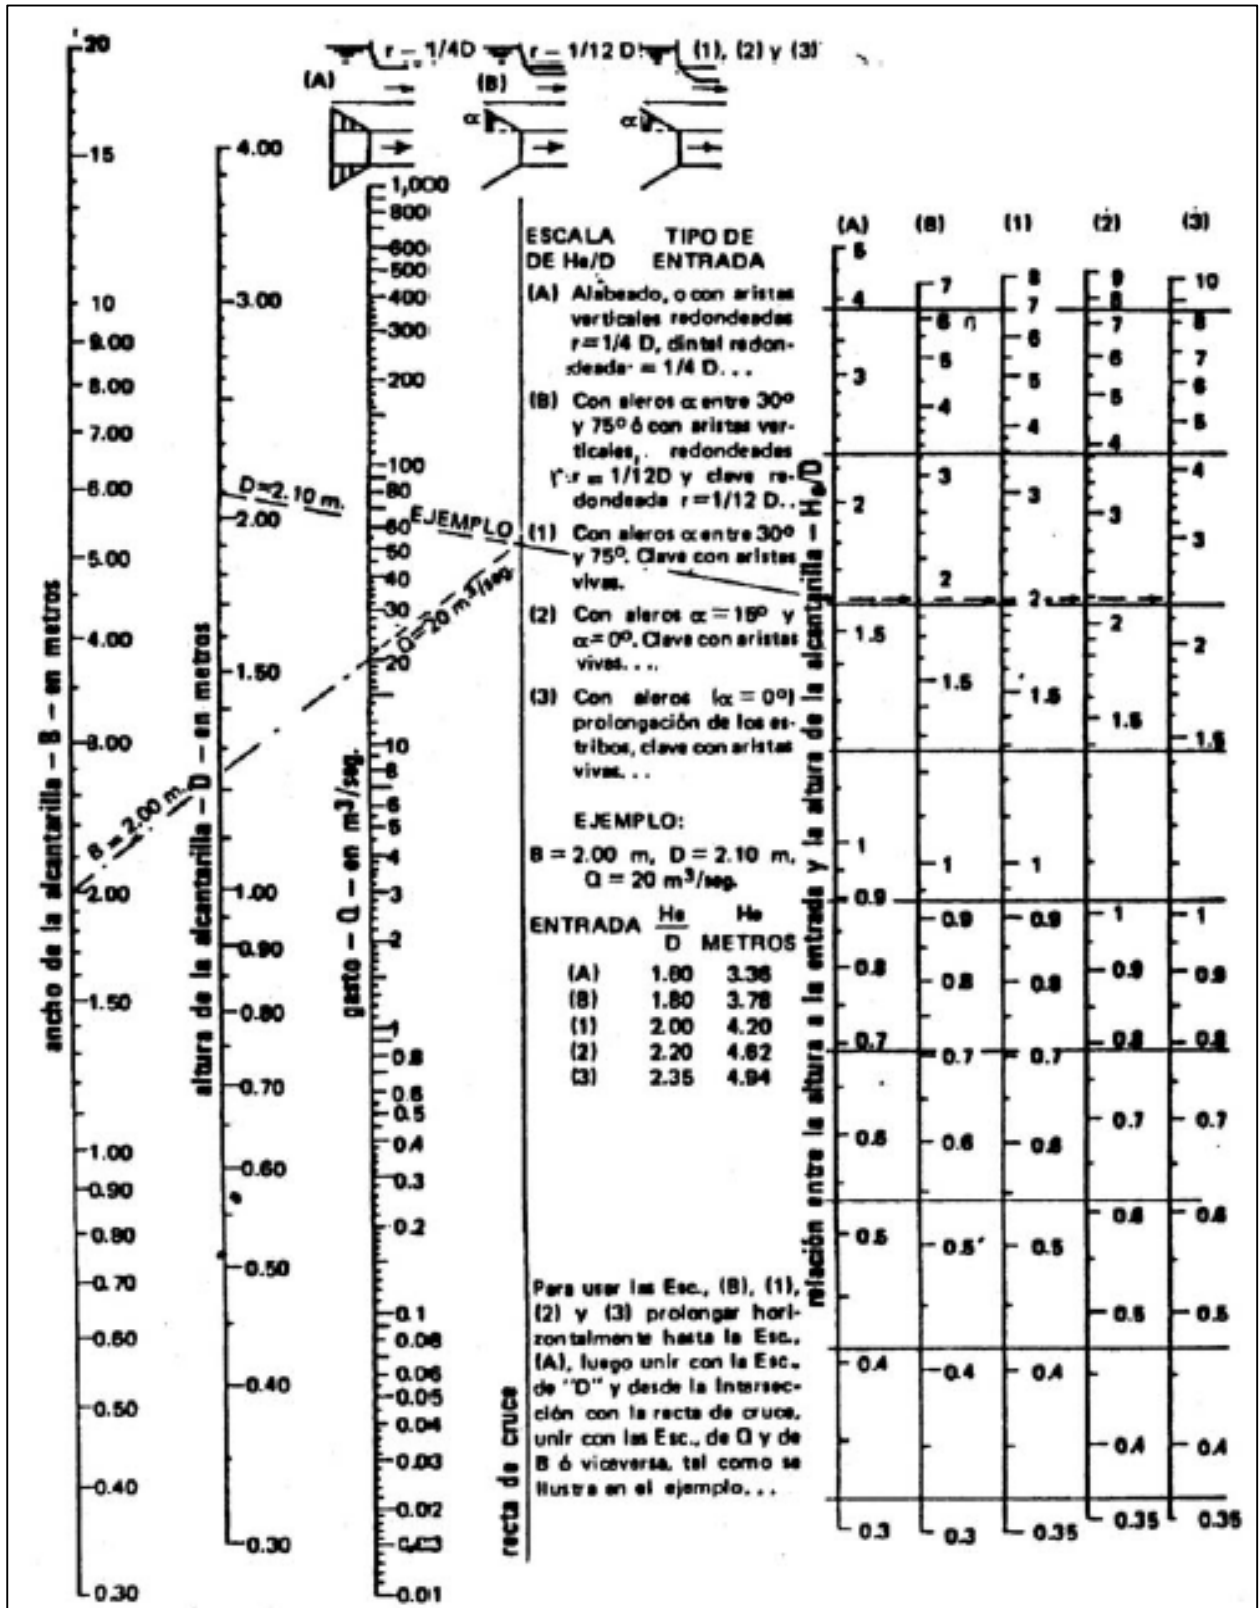 r = 1/4D
r = 1/12 D
(1), (2) y (3)
(A)
(B)
α
α
20
15
10
9.00
8.00
7.00
6.00
5.00
4.00
3.00
2.00
1.50
1.00
0.90
0.80
0.70
0.60
0.50
0.40
0.30
ancho de la alcantarilla – B – en metros
B = 2.00 m.
4.00
3.00
2.00
1.50
1.00
0.90
0.80
0.70
0.60
0.50
0.40
0.30
altura de la alcantarilla – D – en metros
D=2.10 m.
EJEMPLO
1,000
800
600
500
400
300
200
100
80
60
50
40
30
20
10
8
6
5
4
3
2
1
0.8
0.6
0.5
0.4
0.3
0.2
0.1
0.08
0.06
0.05
0.04
0.03
0.02
0.01
gasto – Q – en m³/seg.
Q = 20 m³/seg.
recta de cruce
ESCALA TIPO DE
DE He/D ENTRADA
(A) Alabeado, o con aristas
verticales redondeadas
r=1/4 D, dintel redon-
deada = 1/4 D...
(B) Con aleros α entre 30º
y 75º ó con aristas ver-
ticales, redondeadas
r = 1/12D y clave re-
dondeada r=1/12 D..
(1) Con aleros α entre 30º
y 75º. Clave con aristas
vivas.
(2) Con aleros α = 15º y
α= 0º. Clave con aristas
vivas....
(3) Con aleros (α = 0º)
prolongación de los es-
tribos, clave con aristas
vivas...
EJEMPLO:
B = 2.00 m, D = 2.10 m,
Q = 20 m³/seg.
ENTRADA He/D He METROS
(A) 1.60 3.36
(B) 1.80 3.78
(1) 2.00 4.20
(2) 2.20 4.62
(3) 2.35 4.94
Para usar las Esc., (B), (1),
(2) y (3) prolongar hori-
zontalmente hasta la Esc.,
(A), luego unir con la Esc.
de "D" y desde la Intersec-
ción con la recta de cruce,
unir con las Esc., de Q y de
B ó viceversa, tal como se
ilustra en el ejemplo...
relación entre la altura a la entrada y la altura de la alcantarilla – He/D
(A)
5
4
3
2
1.5
1
0.9
0.8
0.7
0.6
0.5
0.4
0.3
(B)
7
6
5
4
3
2
1.5
1
0.9
0.8
0.7
0.6
0.5
0.4
0.3
(1)
8
7
6
5
4
3
2
1.5
1
0.9
0.8
0.7
0.6
0.5
0.4
0.35
(2)
9
8
7
6
5
4
3
2
1.5
1
0.9
0.8
0.7
0.6
0.5
0.4
0.35
(3)
10
8
7
6
5
4
3
2
1.5
1
0.9
0.8
0.7
0.6
0.5
0.4
0.35